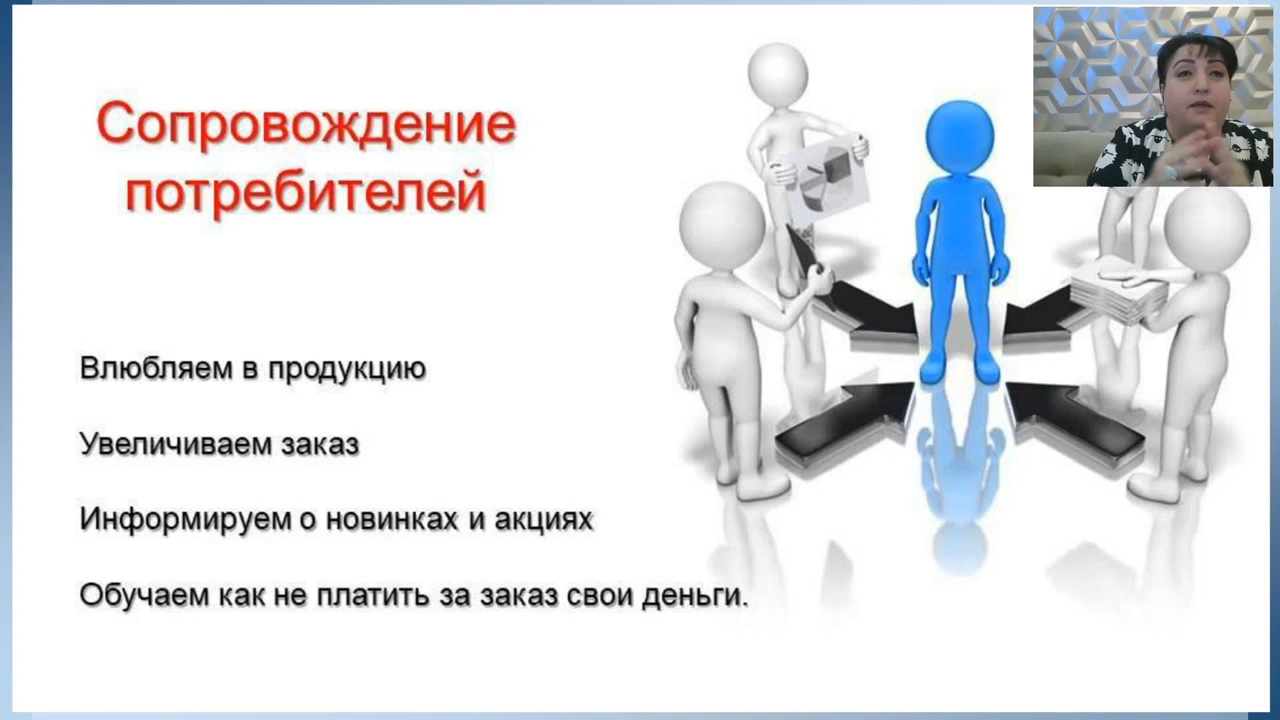 Сопровождение
потребителей
Влюбляем в продукцию
Увеличиваем заказ
Информируем о новинках и акциях
Обучаем как не платить за заказ свои деньги.